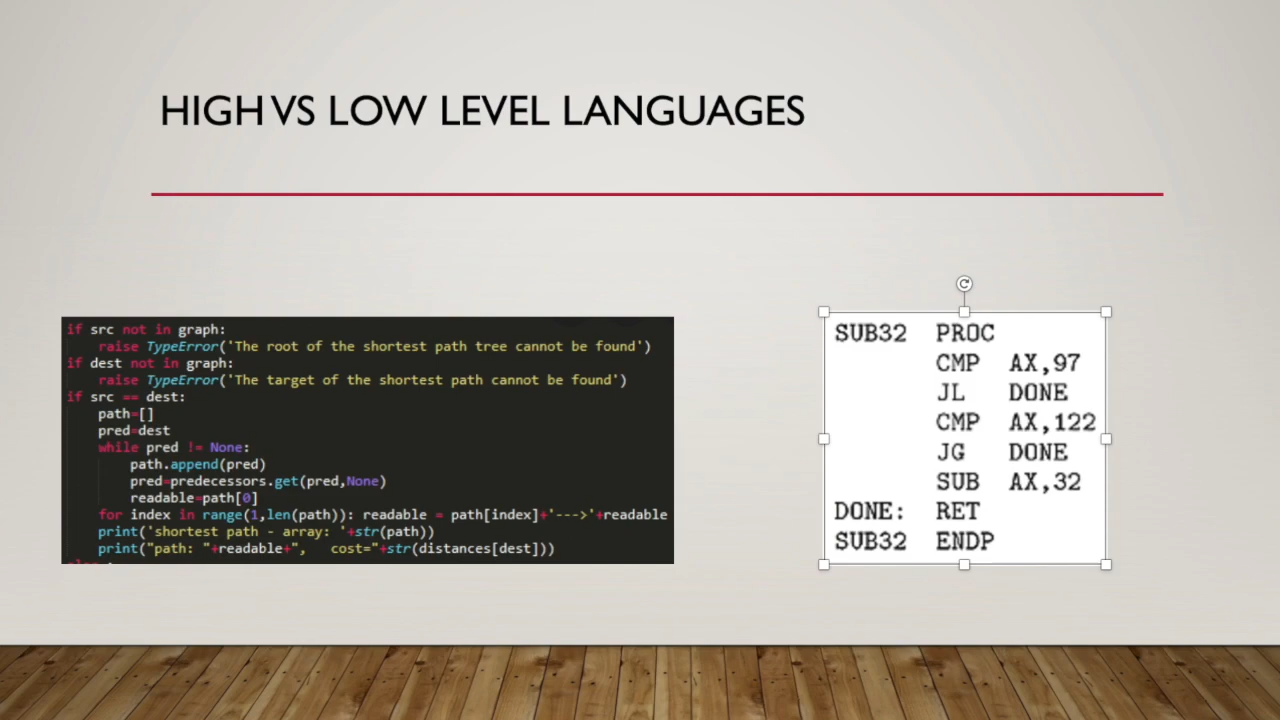 HIGH VS LOW LEVEL LANGUAGES
if src not in graph:
    raise TypeError('The root of the shortest path tree cannot be found')
if dest not in graph:
    raise TypeError('The target of the shortest path cannot be found')
if src == dest:
    path=[]
    pred=dest
    while pred != None:
        path.append(pred)
        pred=predecessors.get(pred,None)
        readable=path[0]
    for index in range(1,len(path)): readable = path[index]+'--->'+readable
    print('shortest path - array: '+str(path))
    print("path: "+readable+",   cost="+str(distances[dest]))
SUB32  PROC
       CMP   AX,97
       JL    DONE
       CMP   AX,122
       JG    DONE
       SUB   AX,32
DONE:  RET
SUB32  ENDP